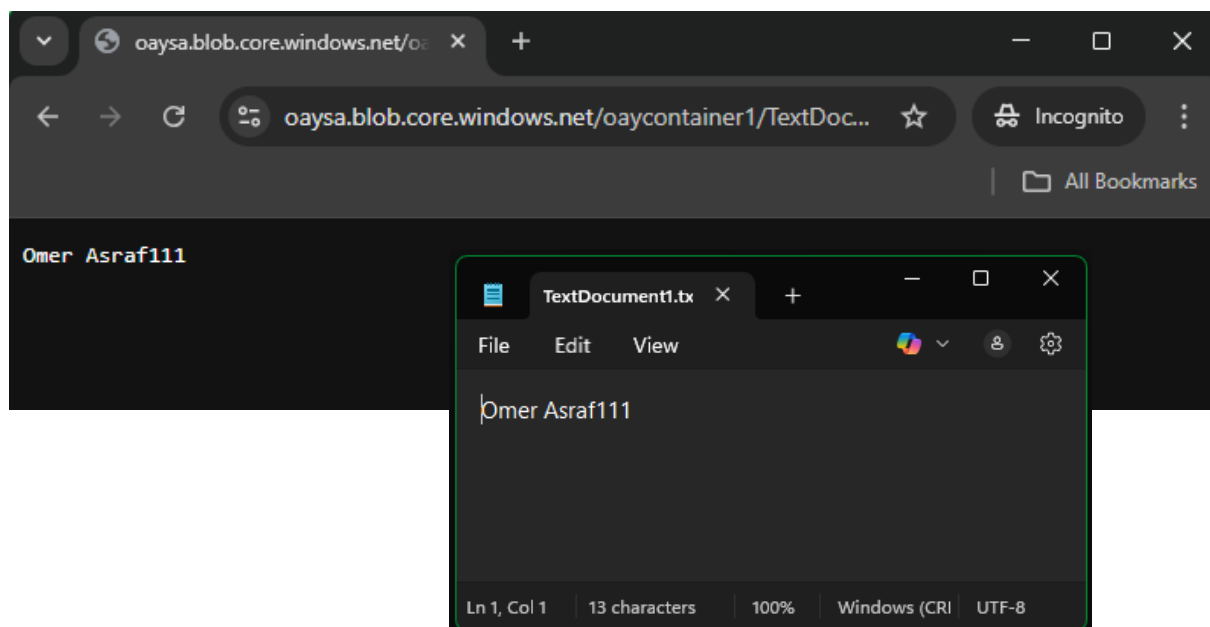 oaysa.blob.core.windows.net/oa
oaysa.blob.core.windows.net/oaycontainer1/TextDoc...
Incognito
All Bookmarks
Omer Asraf111
TextDocument1.tx
File Edit View
Omer Asraf111
Ln 1, Col 1 13 characters 100% Windows (CRI UTF-8